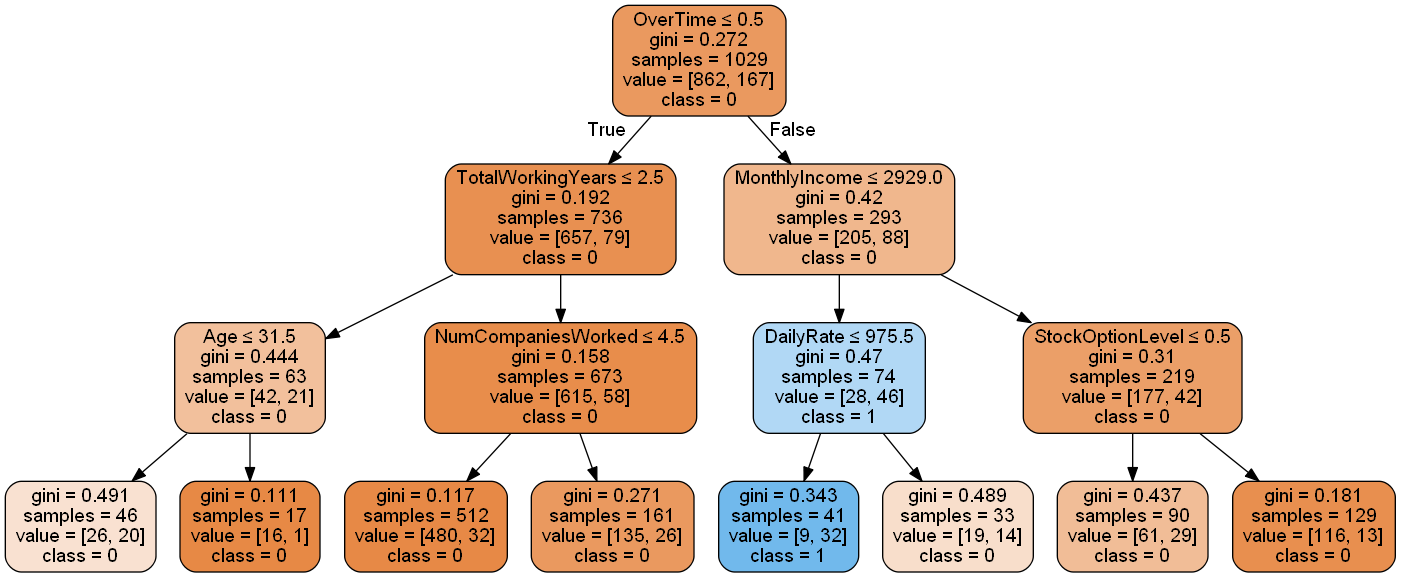 OverTime ≤ 0.5
gini = 0.272
samples = 1029
value = [862, 167]
class = 0
True
False
TotalWorkingYears ≤ 2.5
gini = 0.192
samples = 736
value = [657, 79]
class = 0
MonthlyIncome ≤ 2929.0
gini = 0.42
samples = 293
value = [205, 88]
class = 0
Age ≤ 31.5
gini = 0.444
samples = 63
value = [42, 21]
class = 0
NumCompaniesWorked ≤ 4.5
gini = 0.158
samples = 673
value = [615, 58]
class = 0
DailyRate ≤ 975.5
gini = 0.47
samples = 74
value = [28, 46]
class = 1
StockOptionLevel ≤ 0.5
gini = 0.31
samples = 219
value = [177, 42]
class = 0
gini = 0.491
samples = 46
value = [26, 20]
class = 0
gini = 0.111
samples = 17
value = [16, 1]
class = 0
gini = 0.117
samples = 512
value = [480, 32]
class = 0
gini = 0.271
samples = 161
value = [135, 26]
class = 0
gini = 0.343
samples = 41
value = [9, 32]
class = 1
gini = 0.489
samples = 33
value = [19, 14]
class = 0
gini = 0.437
samples = 90
value = [61, 29]
class = 0
gini = 0.181
samples = 129
value = [116, 13]
class = 0